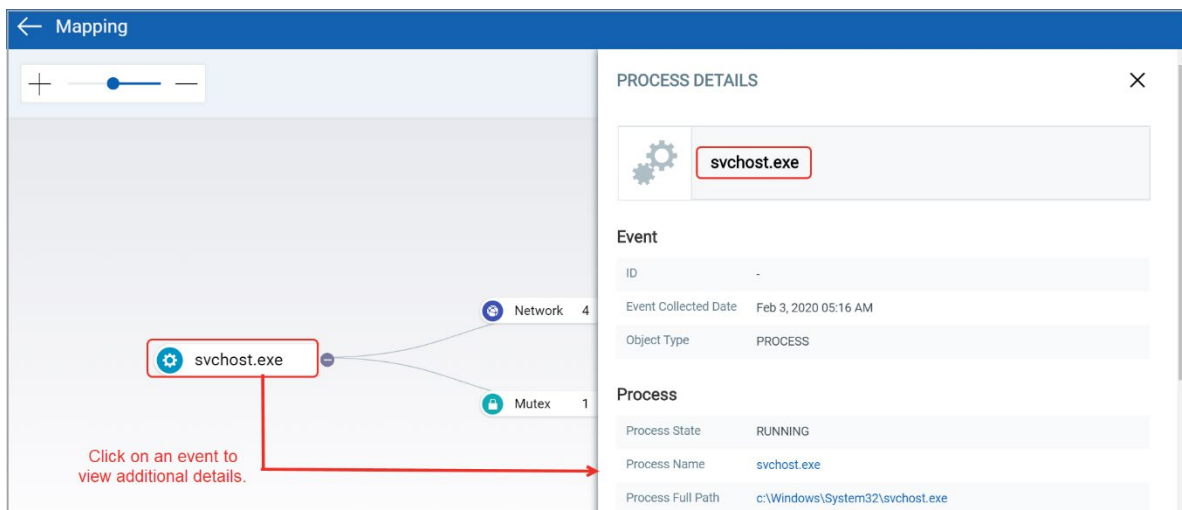 Mapping
PROCESS DETAILS
svchost.exe
Event
ID -
Event Collected Date Feb 3, 2020 05:16 AM
Object Type PROCESS
Process
Process State RUNNING
Process Name svchost.exe
Process Full Path c:\Windows\System32\svchost.exe
Network 4
svchost.exe
Mutex 1
Click on an event to
view additional details.